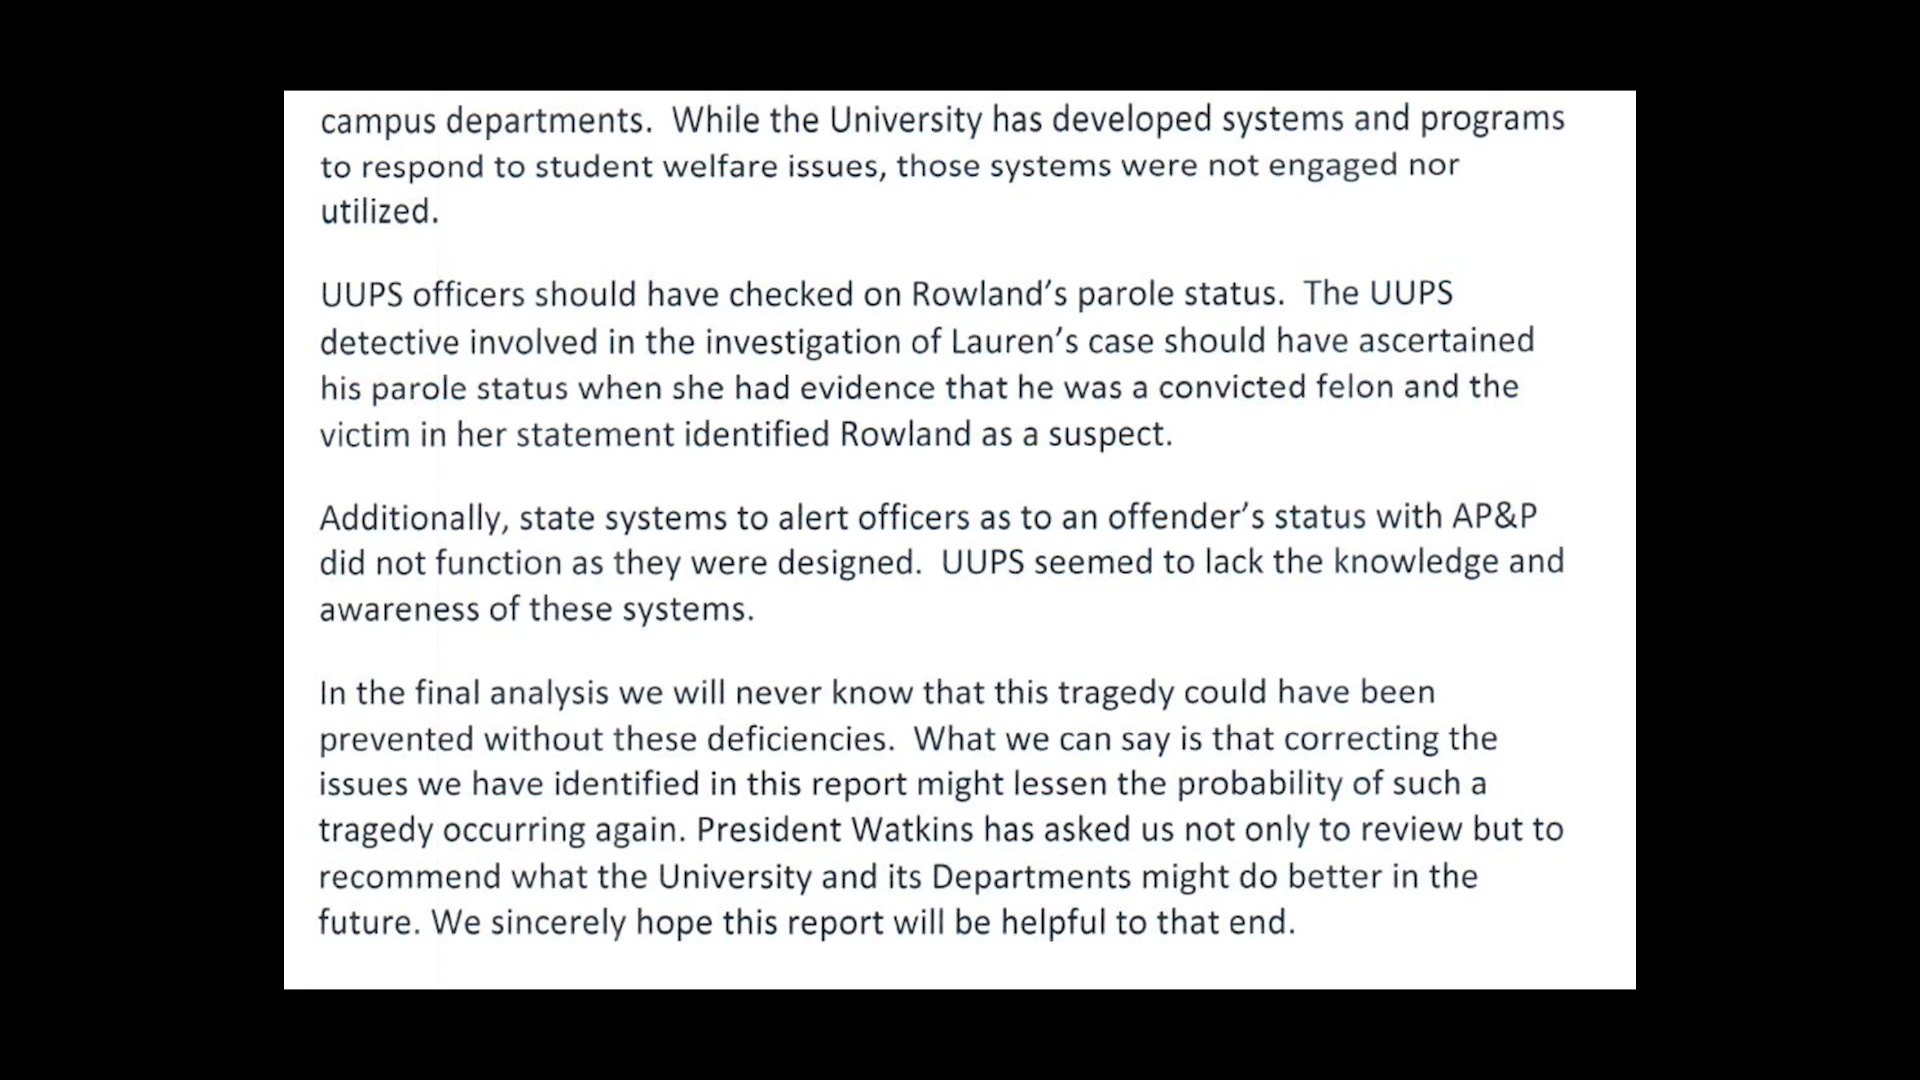 campus departments.  While the University has developed systems and programs
to respond to student welfare issues, those systems were not engaged nor
utilized.
UUPS officers should have checked on Rowland's parole status.  The UUPS
detective involved in the investigation of Lauren's case should have ascertained
his parole status when she had evidence that he was a convicted felon and the
victim in her statement identified Rowland as a suspect.
Additionally, state systems to alert officers as to an offender's status with AP&P
did not function as they were designed.  UUPS seemed to lack the knowledge and
awareness of these systems.
In the final analysis we will never know that this tragedy could have been
prevented without these deficiencies.  What we can say is that correcting the
issues we have identified in this report might lessen the probability of such a
tragedy occurring again. President Watkins has asked us not only to review but to
recommend what the University and its Departments might do better in the
future. We sincerely hope this report will be helpful to that end.